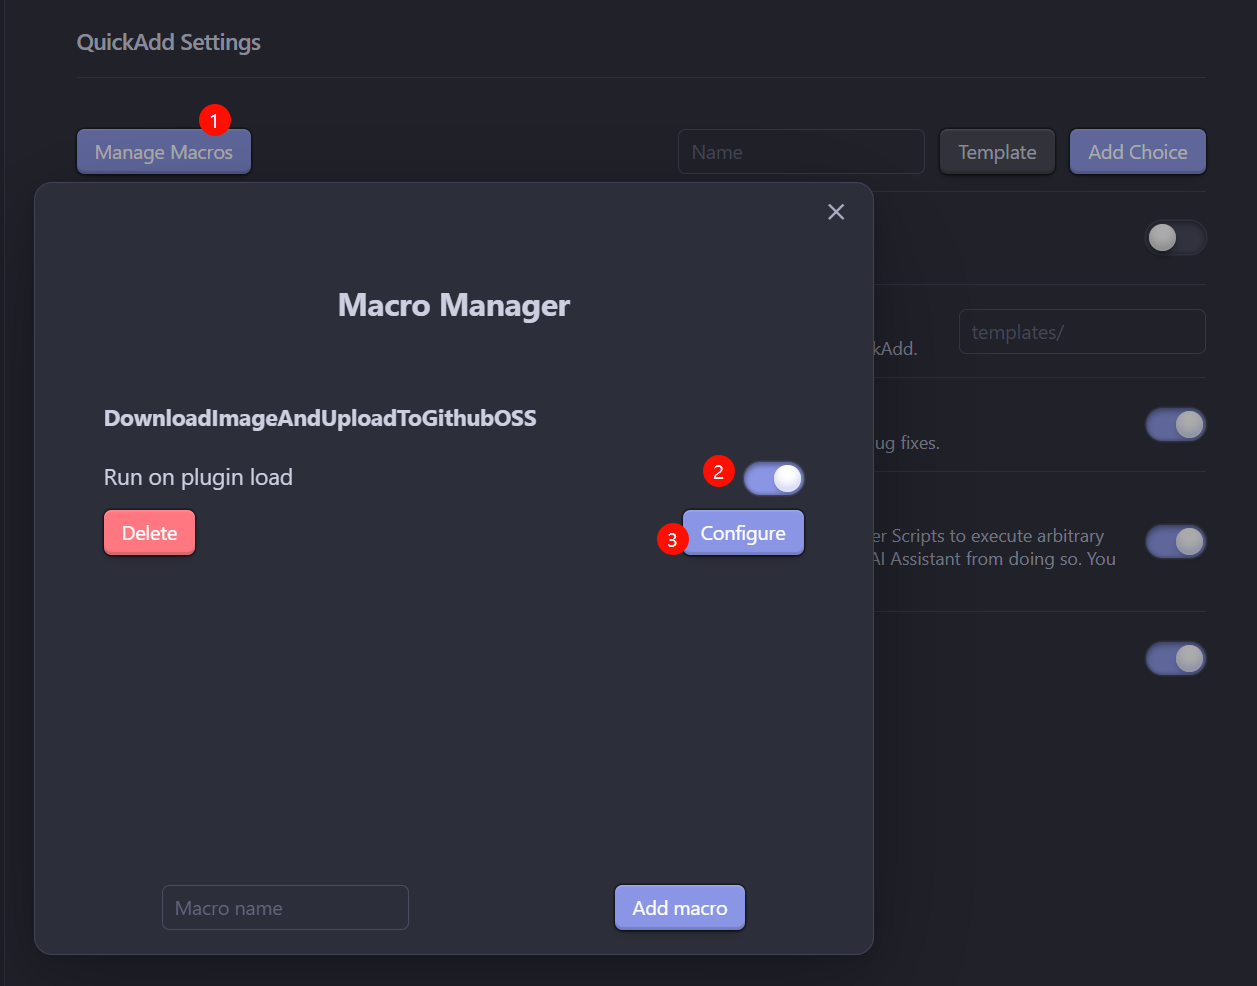 QuickAdd Settings
1
Manage Macros
Name
Template
Add Choice
Macro Manager
templates/
kAdd.
DownloadImageAndUploadToGithubOSS
ug fixes.
Run on plugin load
2
Delete
3
Configure
er Scripts to execute arbitrary
AI Assistant from doing so. You
Macro name
Add macro